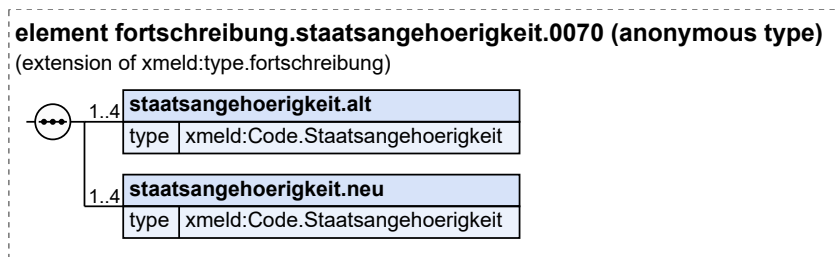 element fortschreibung.staatsangehoerigkeit.0070 (anonymous type)
(extension of xmeld:type.fortschreibung)
1..4 staatsangehoerigkeit.alt
type xmeld:Code.Staatsangehoerigkeit
1..4 staatsangehoerigkeit.neu
type xmeld:Code.Staatsangehoerigkeit